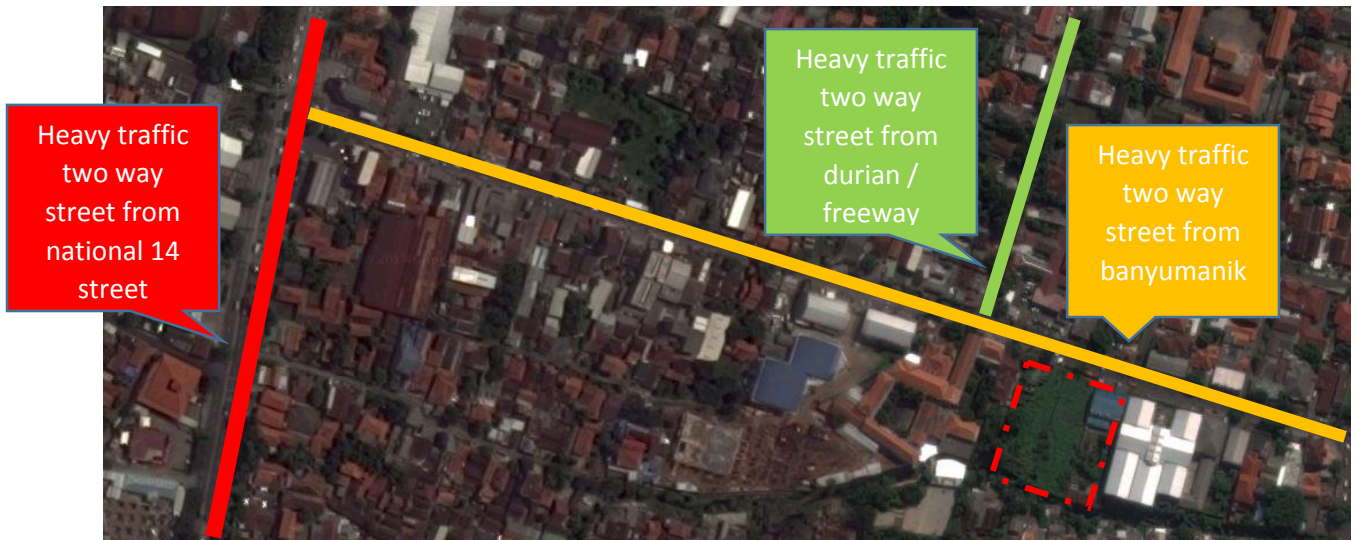 Heavy traffic
two way
street from
national 14
street
Heavy traffic
two way
street from
durian /
freeway
Heavy traffic
two way
street from
banyumanik